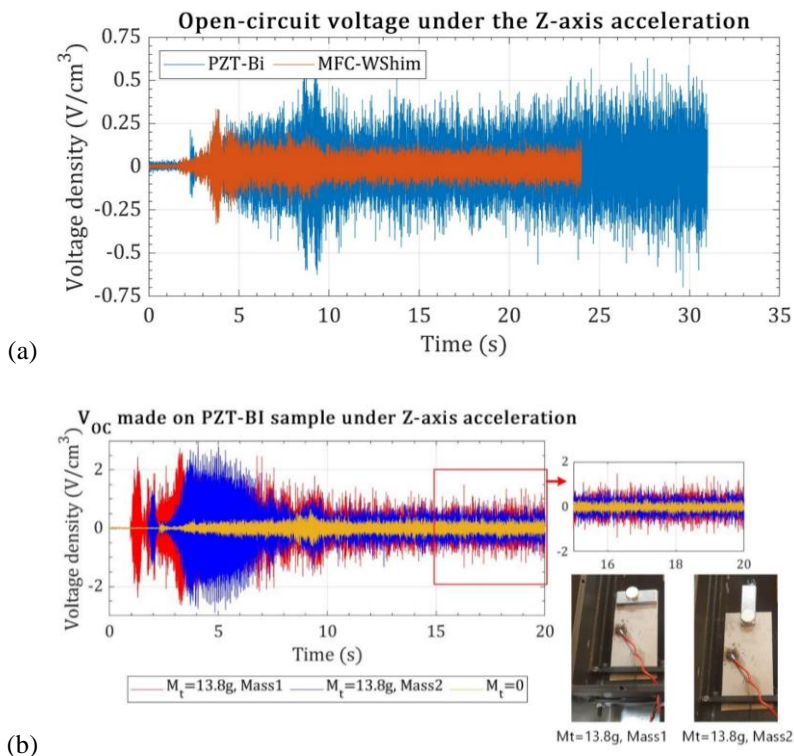 Open-circuit voltage under the Z-axis acceleration
Voltage density (V/cm³)
0.75
0.5
0.25
0
-0.25
-0.5
-0.75
PZT-Bi
MFC-WShim
0 5 10 15 20 25 30 35
Time (s)
(a)
V_OC made on PZT-BI sample under Z-axis acceleration
Voltage density (V/cm³)
2
0
-2
0 5 10 15 20
Time (s)
M_t=13.8g, Mass1 M_t=13.8g, Mass2 M_t=0
2
0
-2
16 18 20
Mt=13.8g, Mass1 Mt=13.8g, Mass2
(b)